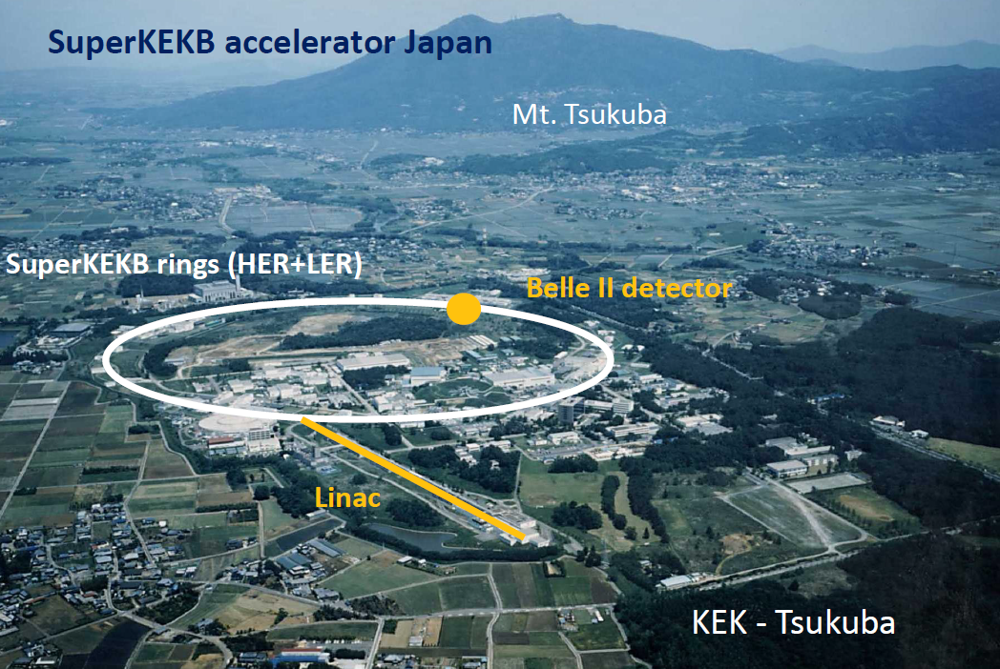 SuperKEKB accelerator Japan
Mt. Tsukuba
SuperKEKB rings (HER+LER)
Belle II detector
Linac
KEK - Tsukuba